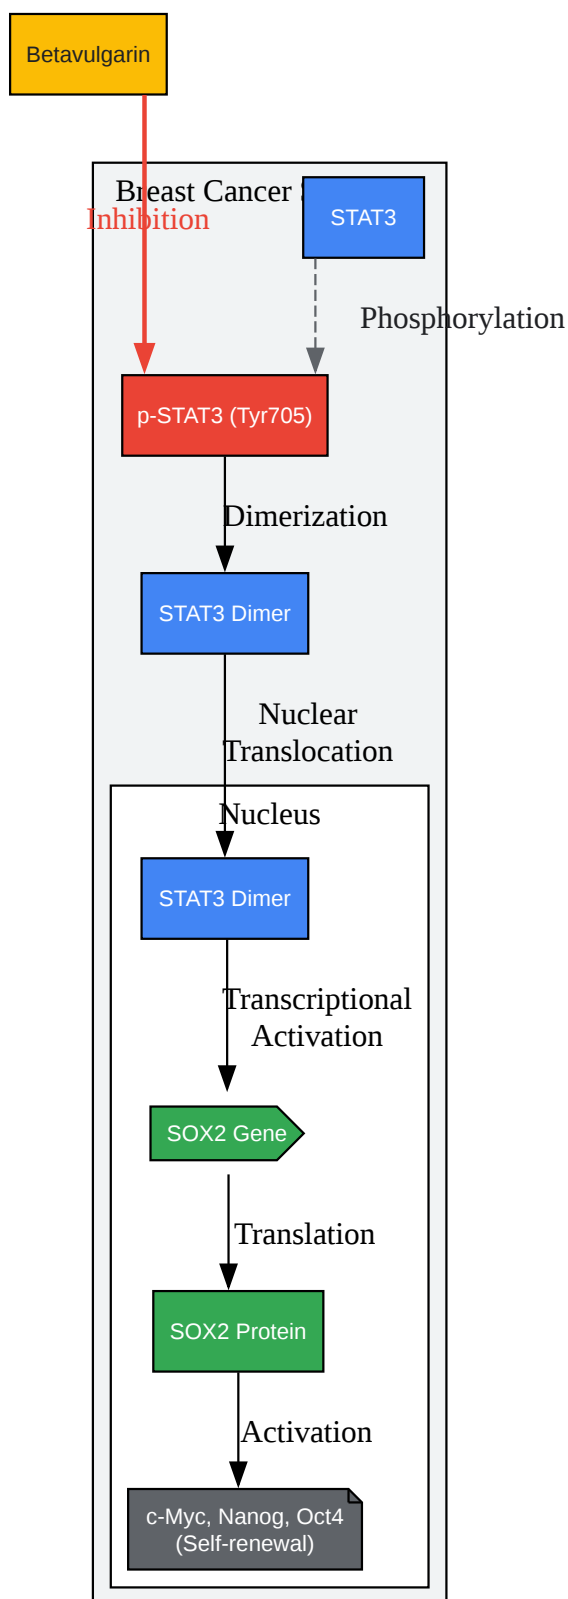 Betavulgarin
Breast Cancer
STAT3
Inhibition
Phosphorylation
p-STAT3 (Tyr705)
Dimerization
STAT3 Dimer
Nuclear
Translocation
Nucleus
STAT3 Dimer
Transcriptional
Activation
SOX2 Gene
Translation
SOX2 Protein
Activation
c-Myc, Nanog, Oct4
(Self-renewal)